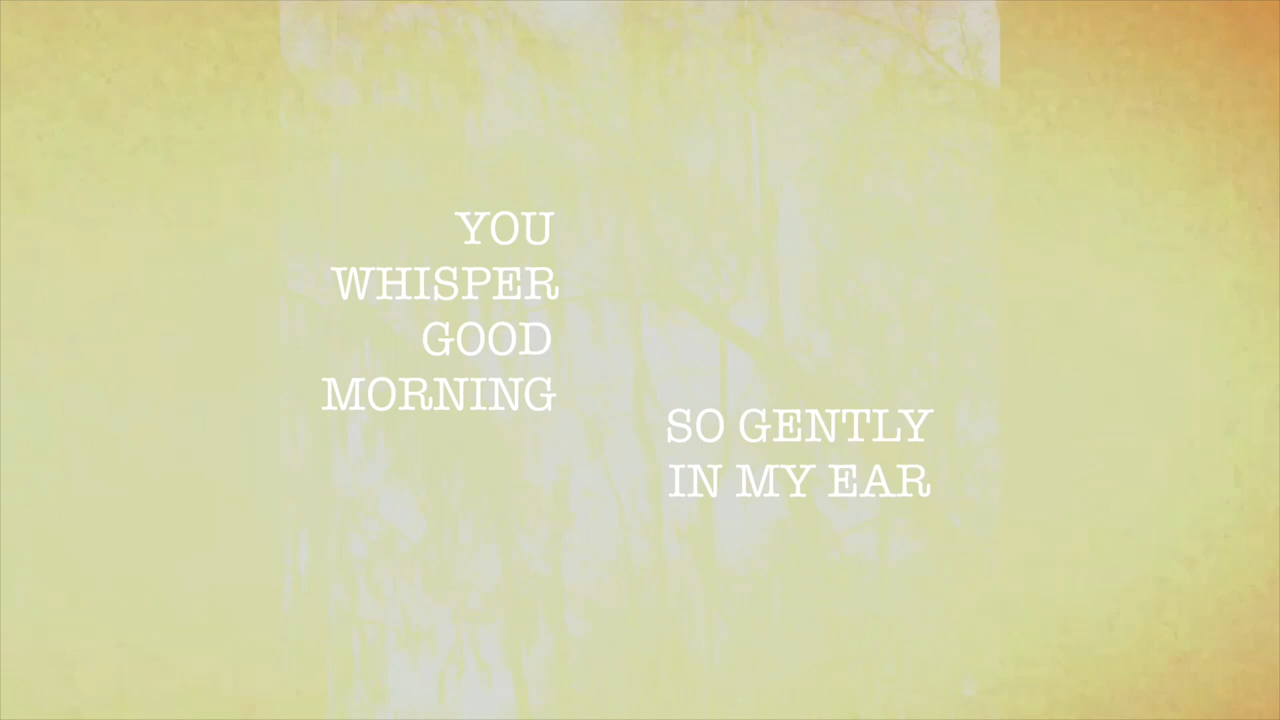 YOU
WHISPER
GOOD
MORNING
SO GENTLY
IN MY EAR